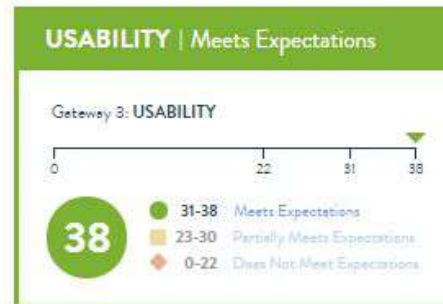 USABILITY | Meets Expectations
Gateway 3: USABILITY
0 22 31 38
38
31-38 Meets Expectations
23-30 Partially Meets Expectations
0-22 Does Not Meet Expectations